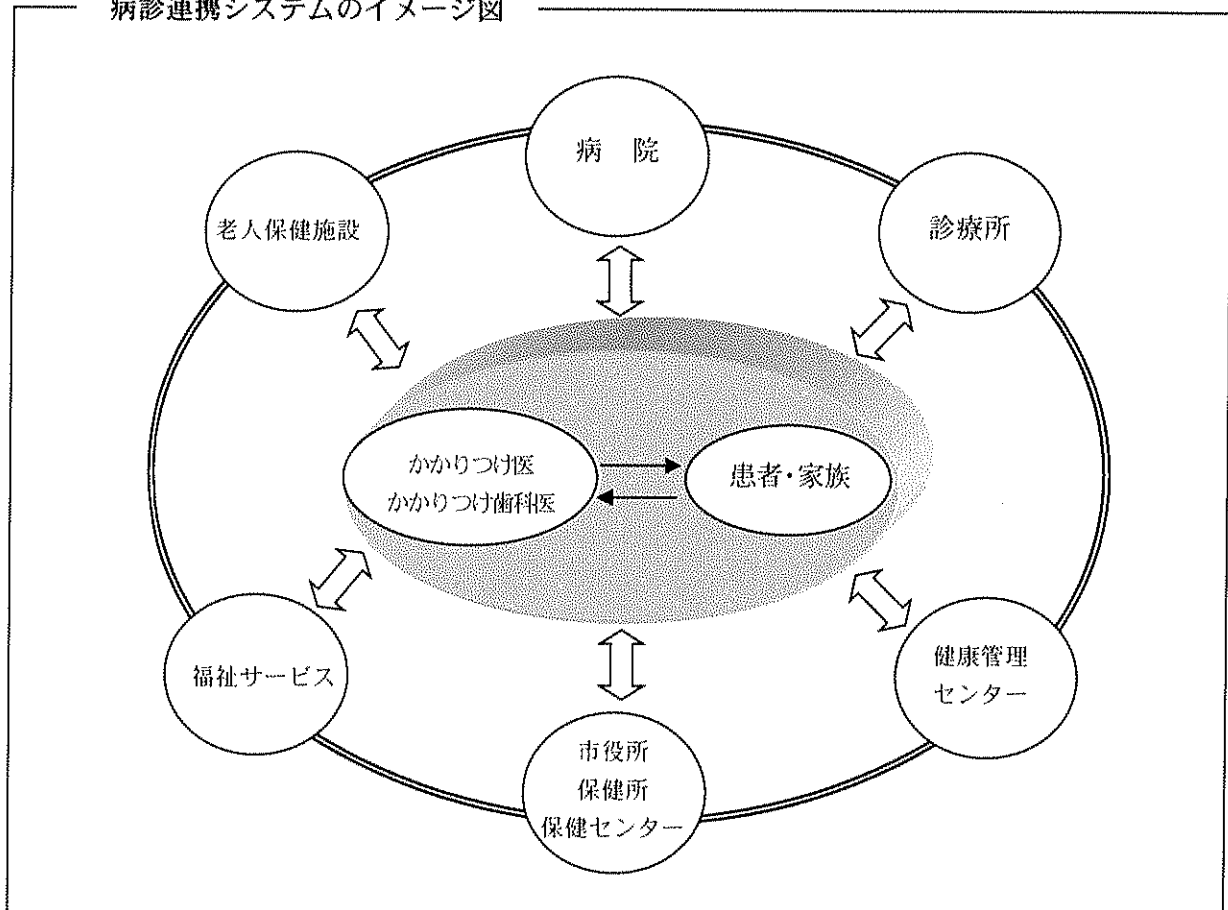 病診連携システムのイメージ図
病 院
老人保健施設
診療所
かかりつけ医
かかりつけ歯科医
患者・家族
福祉サービス
健康管理
センター
市役所
保健所
保健センター